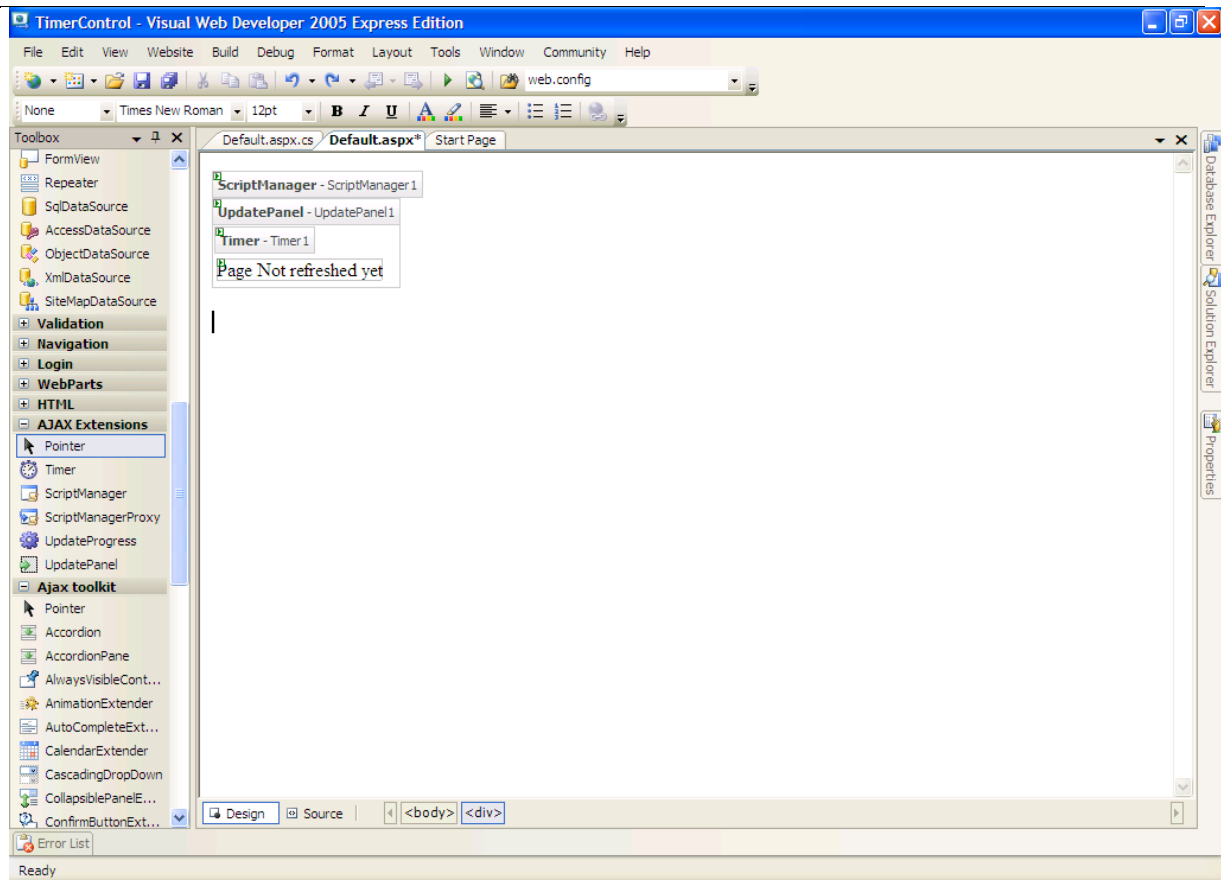 TimerControl - Visual Web Developer 2005 Express Edition
File Edit View Website Build Debug Format Layout Tools Window Community Help
web.config
None Times New Roman 12pt B I U A
Toolbox
Default.aspx.cs Default.aspx* Start Page
FormView
Repeater
SqlDataSource
AccessDataSource
ObjectDataSource
XmlDataSource
SiteMapDataSource
Validation
Navigation
Login
WebParts
HTML
AJAX Extensions
Pointer
Timer
ScriptManager
ScriptManagerProxy
UpdateProgress
UpdatePanel
Ajax toolkit
Pointer
Accordion
AccordionPane
AlwaysVisibleCont...
AnimationExtender
AutoCompleteExt...
CalendarExtender
CascadingDropDown
CollapsiblePanelE...
ConfirmButtonExt...
ScriptManager - ScriptManager1
UpdatePanel - UpdatePanel1
Timer - Timer1
Page Not refreshed yet
Database Explorer
Solution Explorer
Properties
Design Source <body> <div>
Error List
Ready